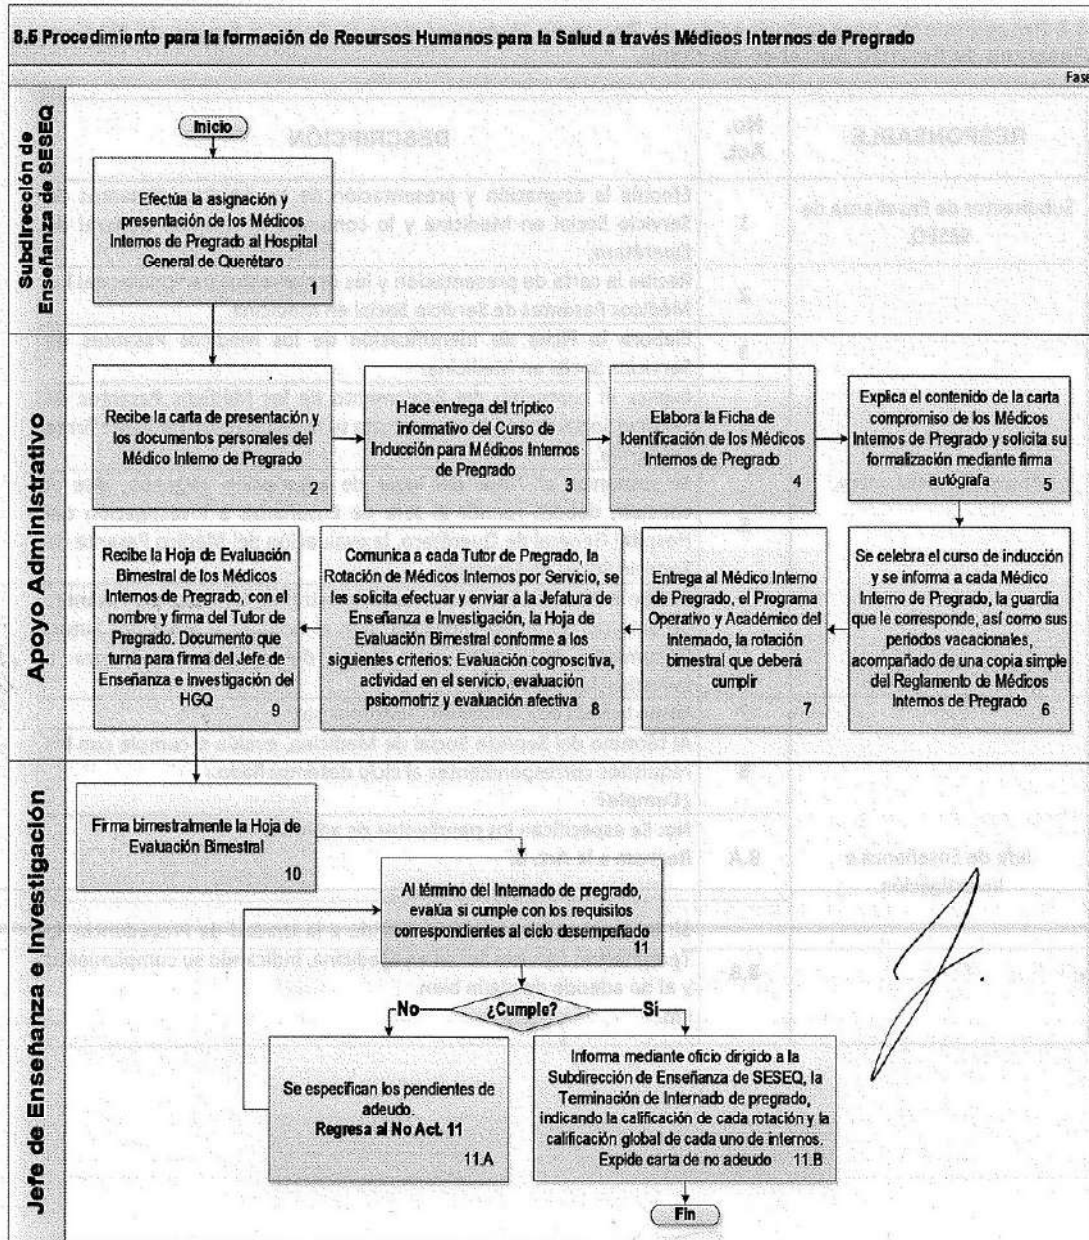 8.6 Procedimiento para la formación de Recursos Humanos para la Salud a través Médicos Internos de Pregrado
Fase
Subdirección de
Enseñanza de SESEQ
Inicio
Efectúa la asignación y
presentación de los Médicos
Internos de Pregrado al Hospital
General de Querétaro
1
Apoyo Administrativo
Recibe la carta de presentación y
los documentos personales del
Médico Interno de Pregrado
2
Hace entrega del tríptico
informativo del Curso de
Inducción para Médicos Internos
de Pregrado
3
Elabora la Ficha de
Identificación de los Médicos
Internos de Pregrado
4
Explica el contenido de la carta
compromiso de los Médicos
Internos de Pregrado y solicita su
formalización mediante firma
autógrafa
5
Se celebra el curso de inducción
y se informa a cada Médico
Interno de Pregrado, la guardia
que le corresponde, así como sus
periodos vacacionales,
acompañado de una copia simple
del Reglamento de Médicos
Internos de Pregrado
6
Entrega al Médico Interno
de Pregrado, el Programa
Operativo y Académico del
Internado, la rotación
bimestral que deberá
cumplir
7
Comunica a cada Tutor de Pregrado, la
Rotación de Médicos Internos por Servicio, se
les solicita efectuar y enviar a la Jefatura de
Enseñanza e Investigación, la Hoja de
Evaluación Bimestral conforme a los
siguientes criterios: Evaluación cognoscitiva,
actividad en el servicio, evaluación
psicomotriz y evaluación afectiva
8
Recibe la Hoja de Evaluación
Bimestral de los Médicos
Internos de Pregrado, con el
nombre y firma del Tutor de
Pregrado. Documento que
turna para firma del Jefe de
Enseñanza e Investigación del
HGQ
9
Jefe de Enseñanza e Investigación
Firma bimestralmente la Hoja de
Evaluación Bimestral
10
Al término del Internado de pregrado,
evalúa si cumple con los requisitos
correspondientes al ciclo desempeñado
11
¿Cumple?
No
Sí
Se especifican los pendientes de
adeudo.
Regresa al No Act. 11
11.A
Informa mediante oficio dirigido a la
Subdirección de Enseñanza de SESEQ, la
Terminación de Internado de pregrado,
indicando la calificación de cada rotación y la
calificación global de cada uno de internos.
Expide carta de no adeudo
11.B
Fin